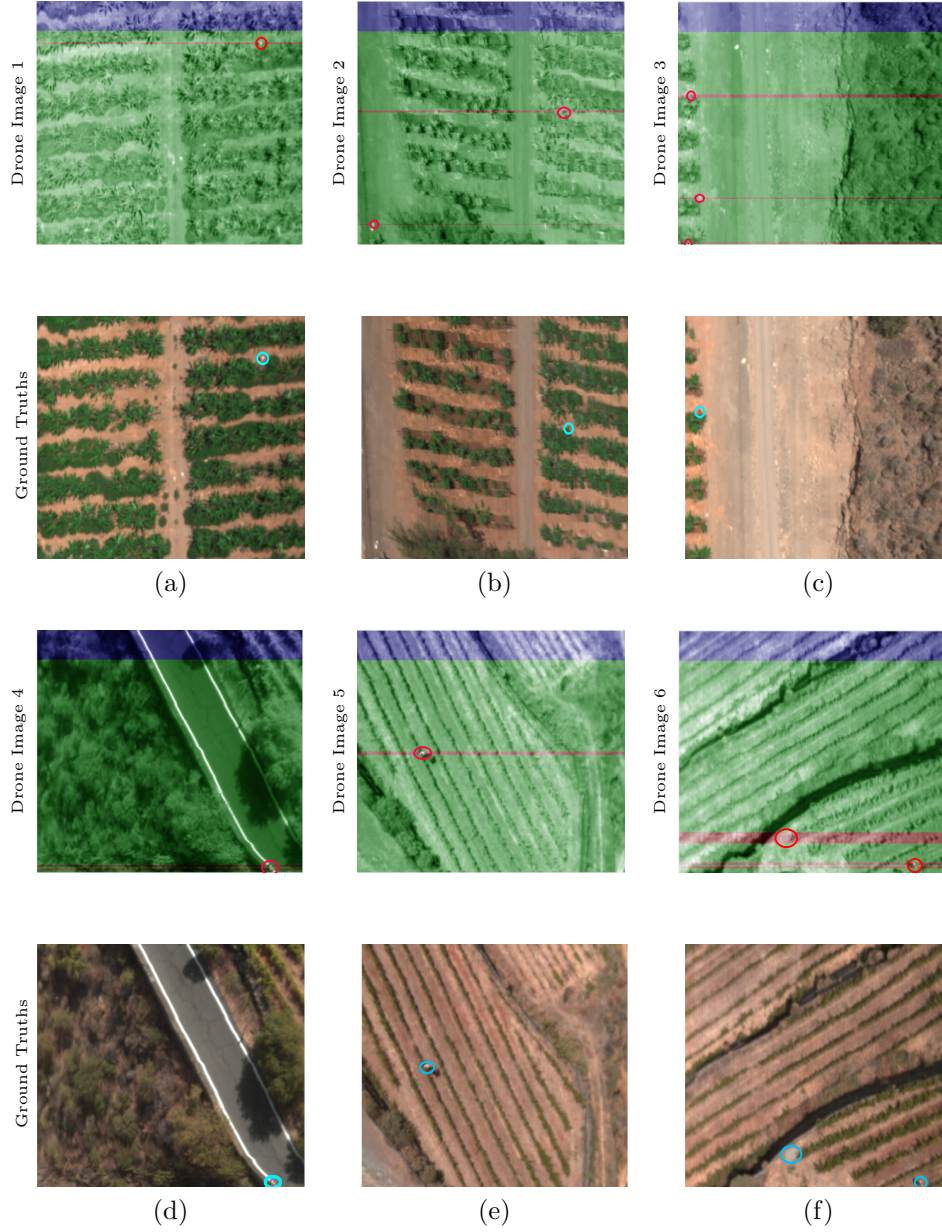 Drone Image 1
Drone Image 2
Drone Image 3
Ground Truths
(a)
(b)
(c)
Drone Image 4
Drone Image 5
Drone Image 6
Ground Truths
(d)
(e)
(f)